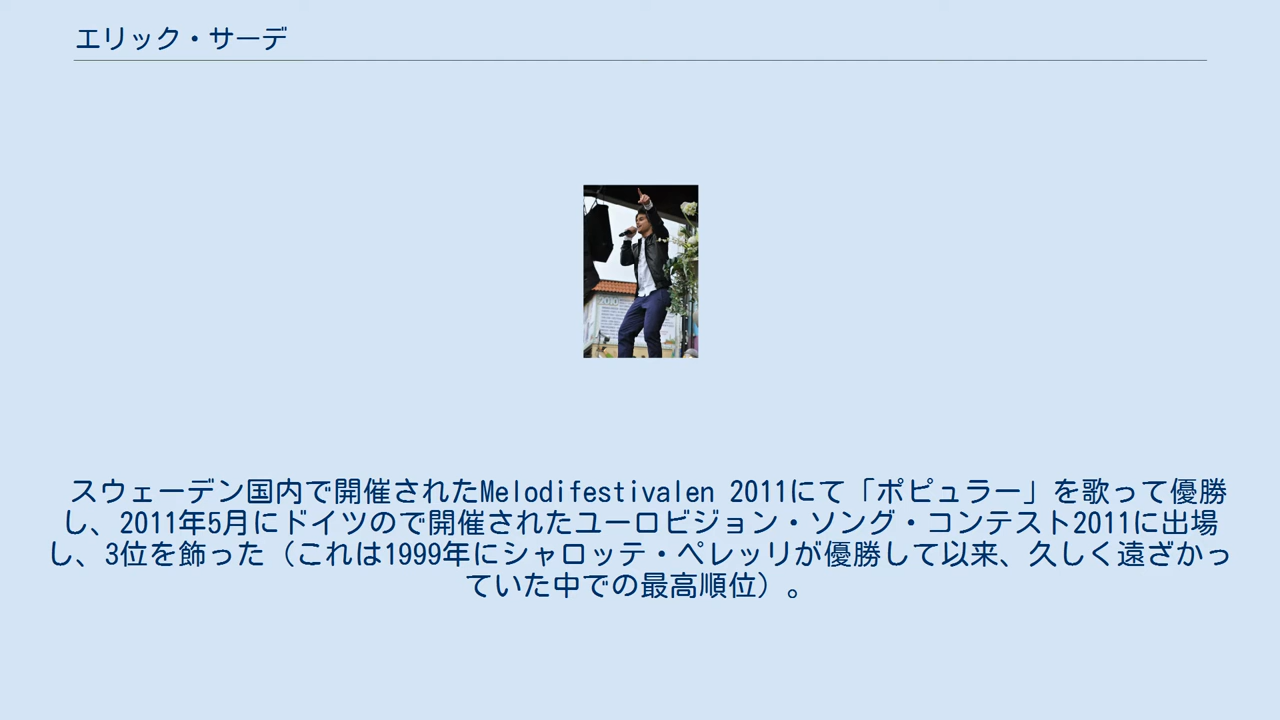 エリック・サーデ
スウェーデン国内で開催されたMelodifestivalen 2011にて「ポピュラー」を歌って優勝
し、2011年5月にドイツので開催されたユーロビジョン・ソング・コンテスト2011に出場
し、3位を飾った（これは1999年にシャロッテ・ペレッリが優勝して以来、久しく遠ざかっ
ていた中での最高順位）。